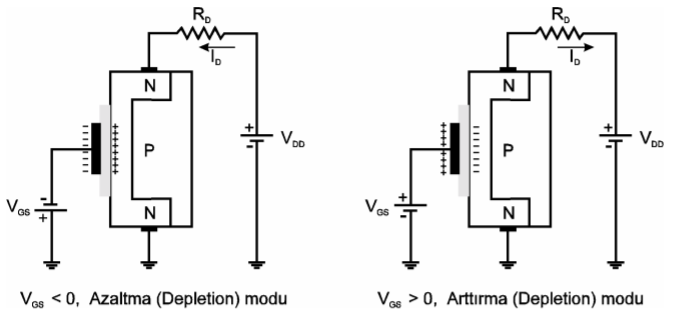 R_D
I_D
N
P
N
+
-
V_DD
-
+
V_GS
V_GS < 0, Azaltma (Depletion) modu
R_D
I_D
N
P
N
+
-
V_DD
+
-
V_GS
V_GS > 0, Arttırma (Depletion) modu